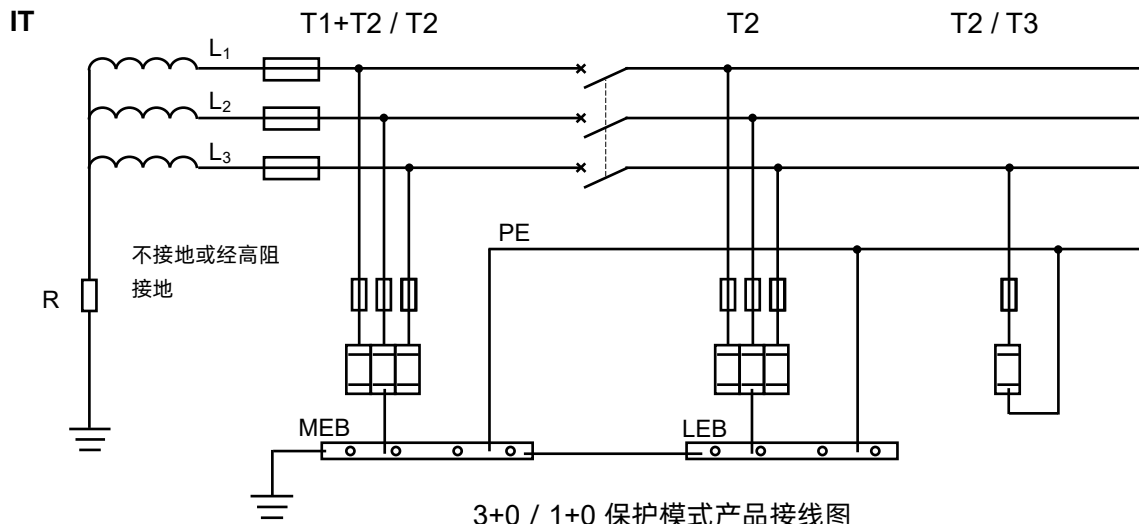 IT
T1+T2 / T2
T2
T2 / T3
L1
L2
L3
PE
不接地或经高阻
接地
R
MEB
LEB
3+0 / 1+0 保护模式产品接线图